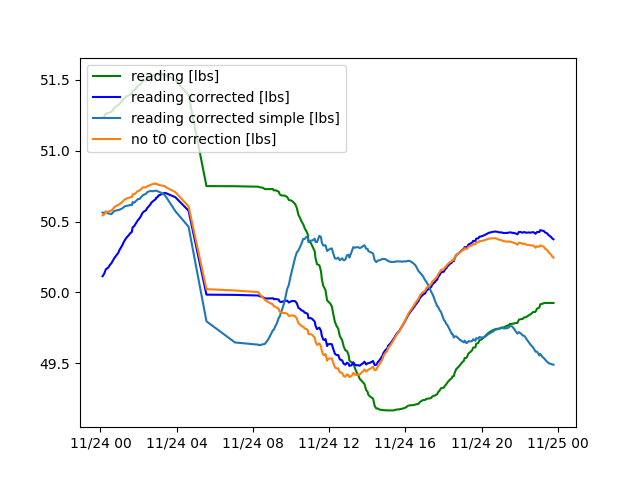 51.5
51.0
50.5
50.0
49.5
reading [lbs]
reading corrected [lbs]
reading corrected simple [lbs]
no t0 correction [lbs]
11/24 00 11/24 04 11/24 08 11/24 12 11/24 16 11/24 20 11/25 00